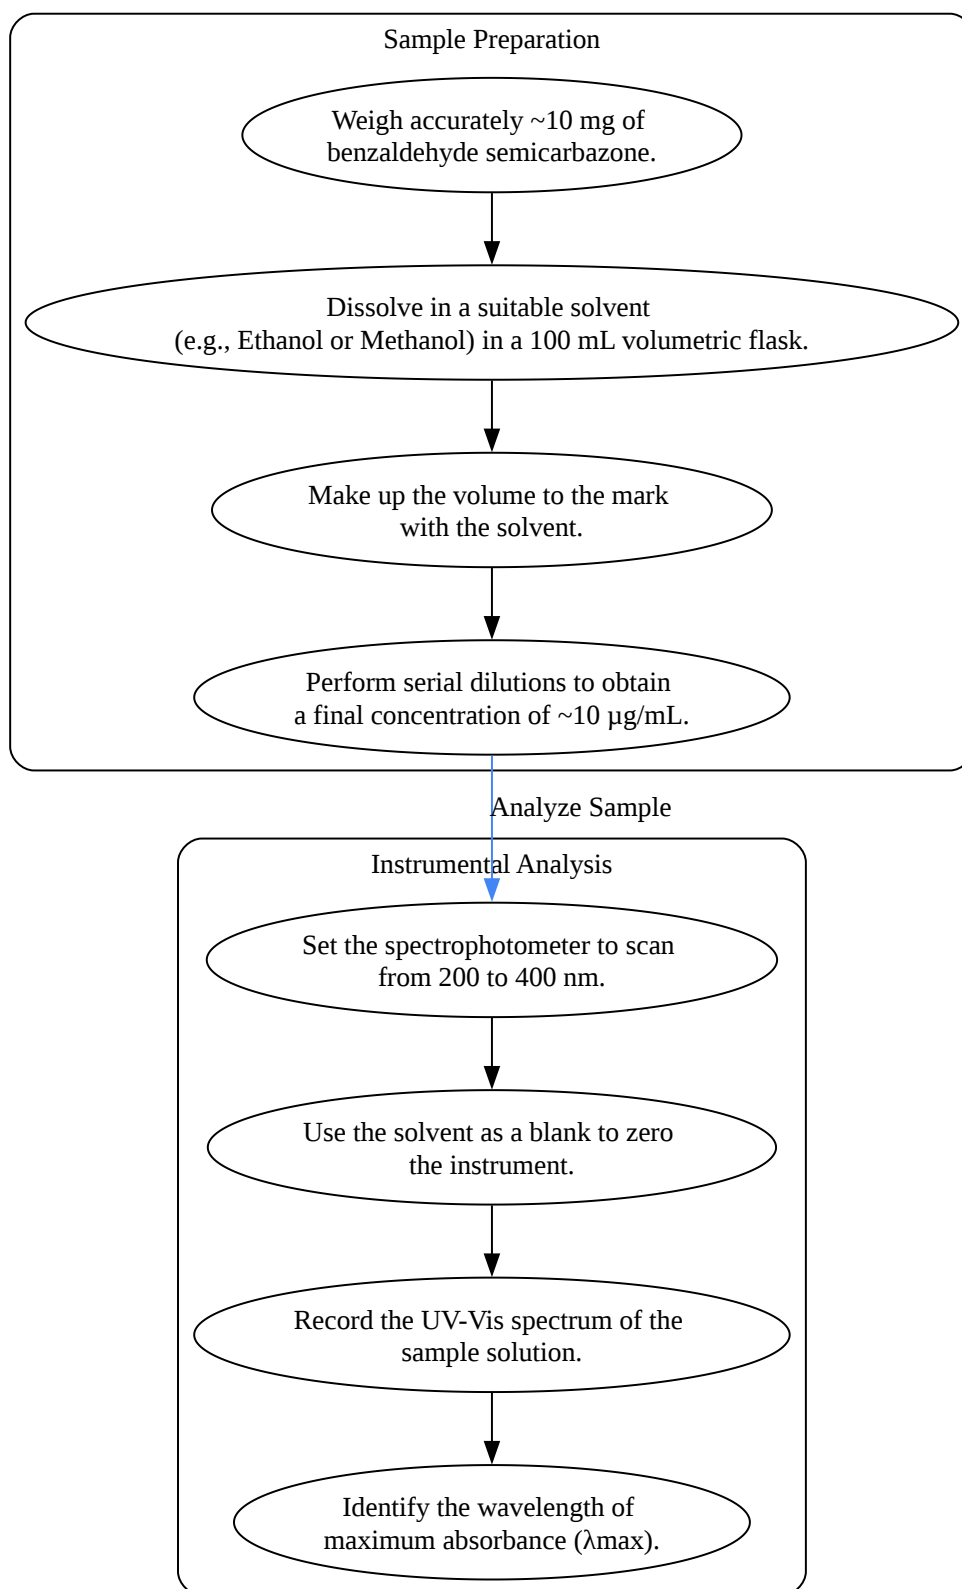 Sample Preparation
Weigh accurately ~10 mg of
benzaldehyde semicarbazone.
Dissolve in a suitable solvent
(e.g., Ethanol or Methanol) in a 100 mL volumetric flask.
Make up the volume to the mark
with the solvent.
Perform serial dilutions to obtain
a final concentration of ~10 µg/mL.
Analyze Sample
Instrumental Analysis
Set the spectrophotometer to scan
from 200 to 400 nm.
Use the solvent as a blank to zero
the instrument.
Record the UV-Vis spectrum of the
sample solution.
Identify the wavelength of
maximum absorbance (λmax).